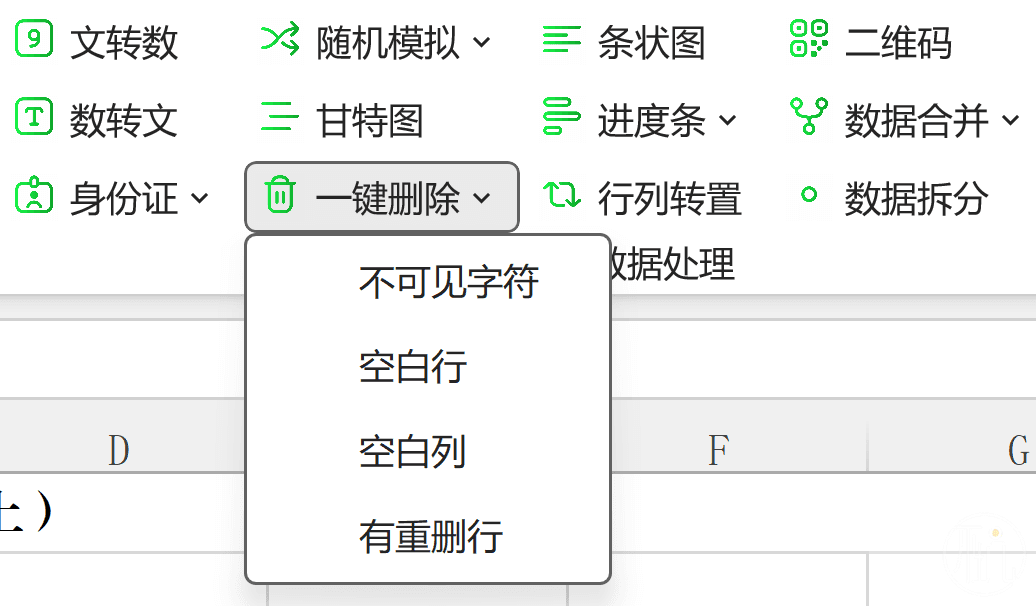 文转数 随机模拟 条状图 二维码
数转文 甘特图 进度条 数据合并
身份证 一键删除 行列转置 数据拆分
据处理
不可见字符
空白行
空白列
D F G
有重删行